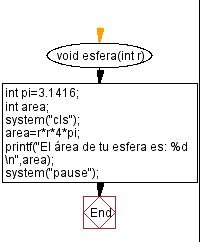 void esfera(int r)
int pi=3.1416;
int area;
system("cls");
area=r*r*4*pi;
printf("El área de tu esfera es: %d
\n",area);
system("pause");
End